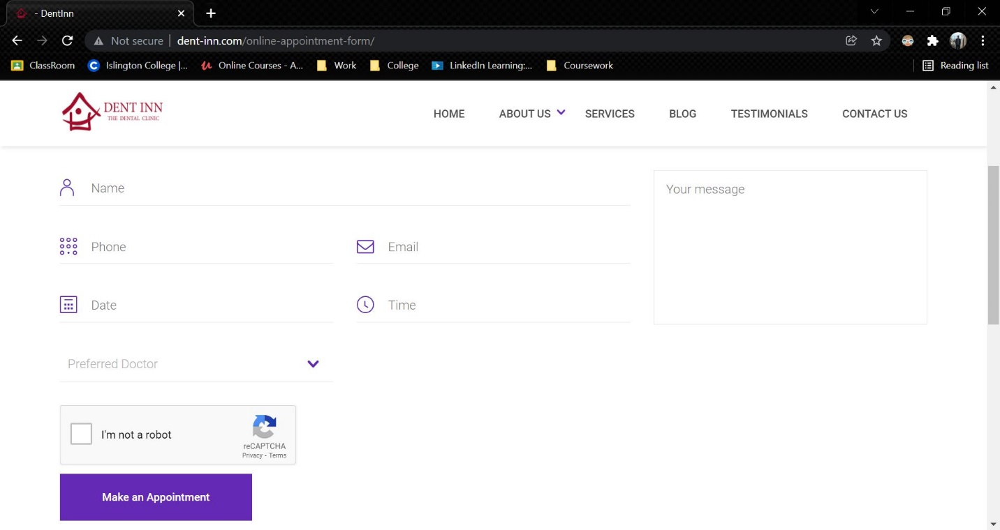 - DentInn
Not secure | dent-inn.com/online-appointment-form/
ClassRoom Islington College |... Online Courses - A... Work College LinkedIn Learning:... Coursework Reading list
DENT INN
THE DENTAL CLINIC
HOME ABOUT US SERVICES BLOG TESTIMONIALS CONTACT US
Name
Your message
Phone Email
Date Time
Preferred Doctor
I'm not a robot
reCAPTCHA
Privacy - Terms
Make an Appointment